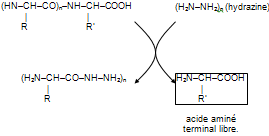 (HN–CH–CO)n–NH–CH–COOH (H₂N–NH₂)n (hydrazine)
R R'
(H₂N–CH–CO–NH–NH₂)n H₂N–CH–COOH
R R'
acide aminé
terminal libre.